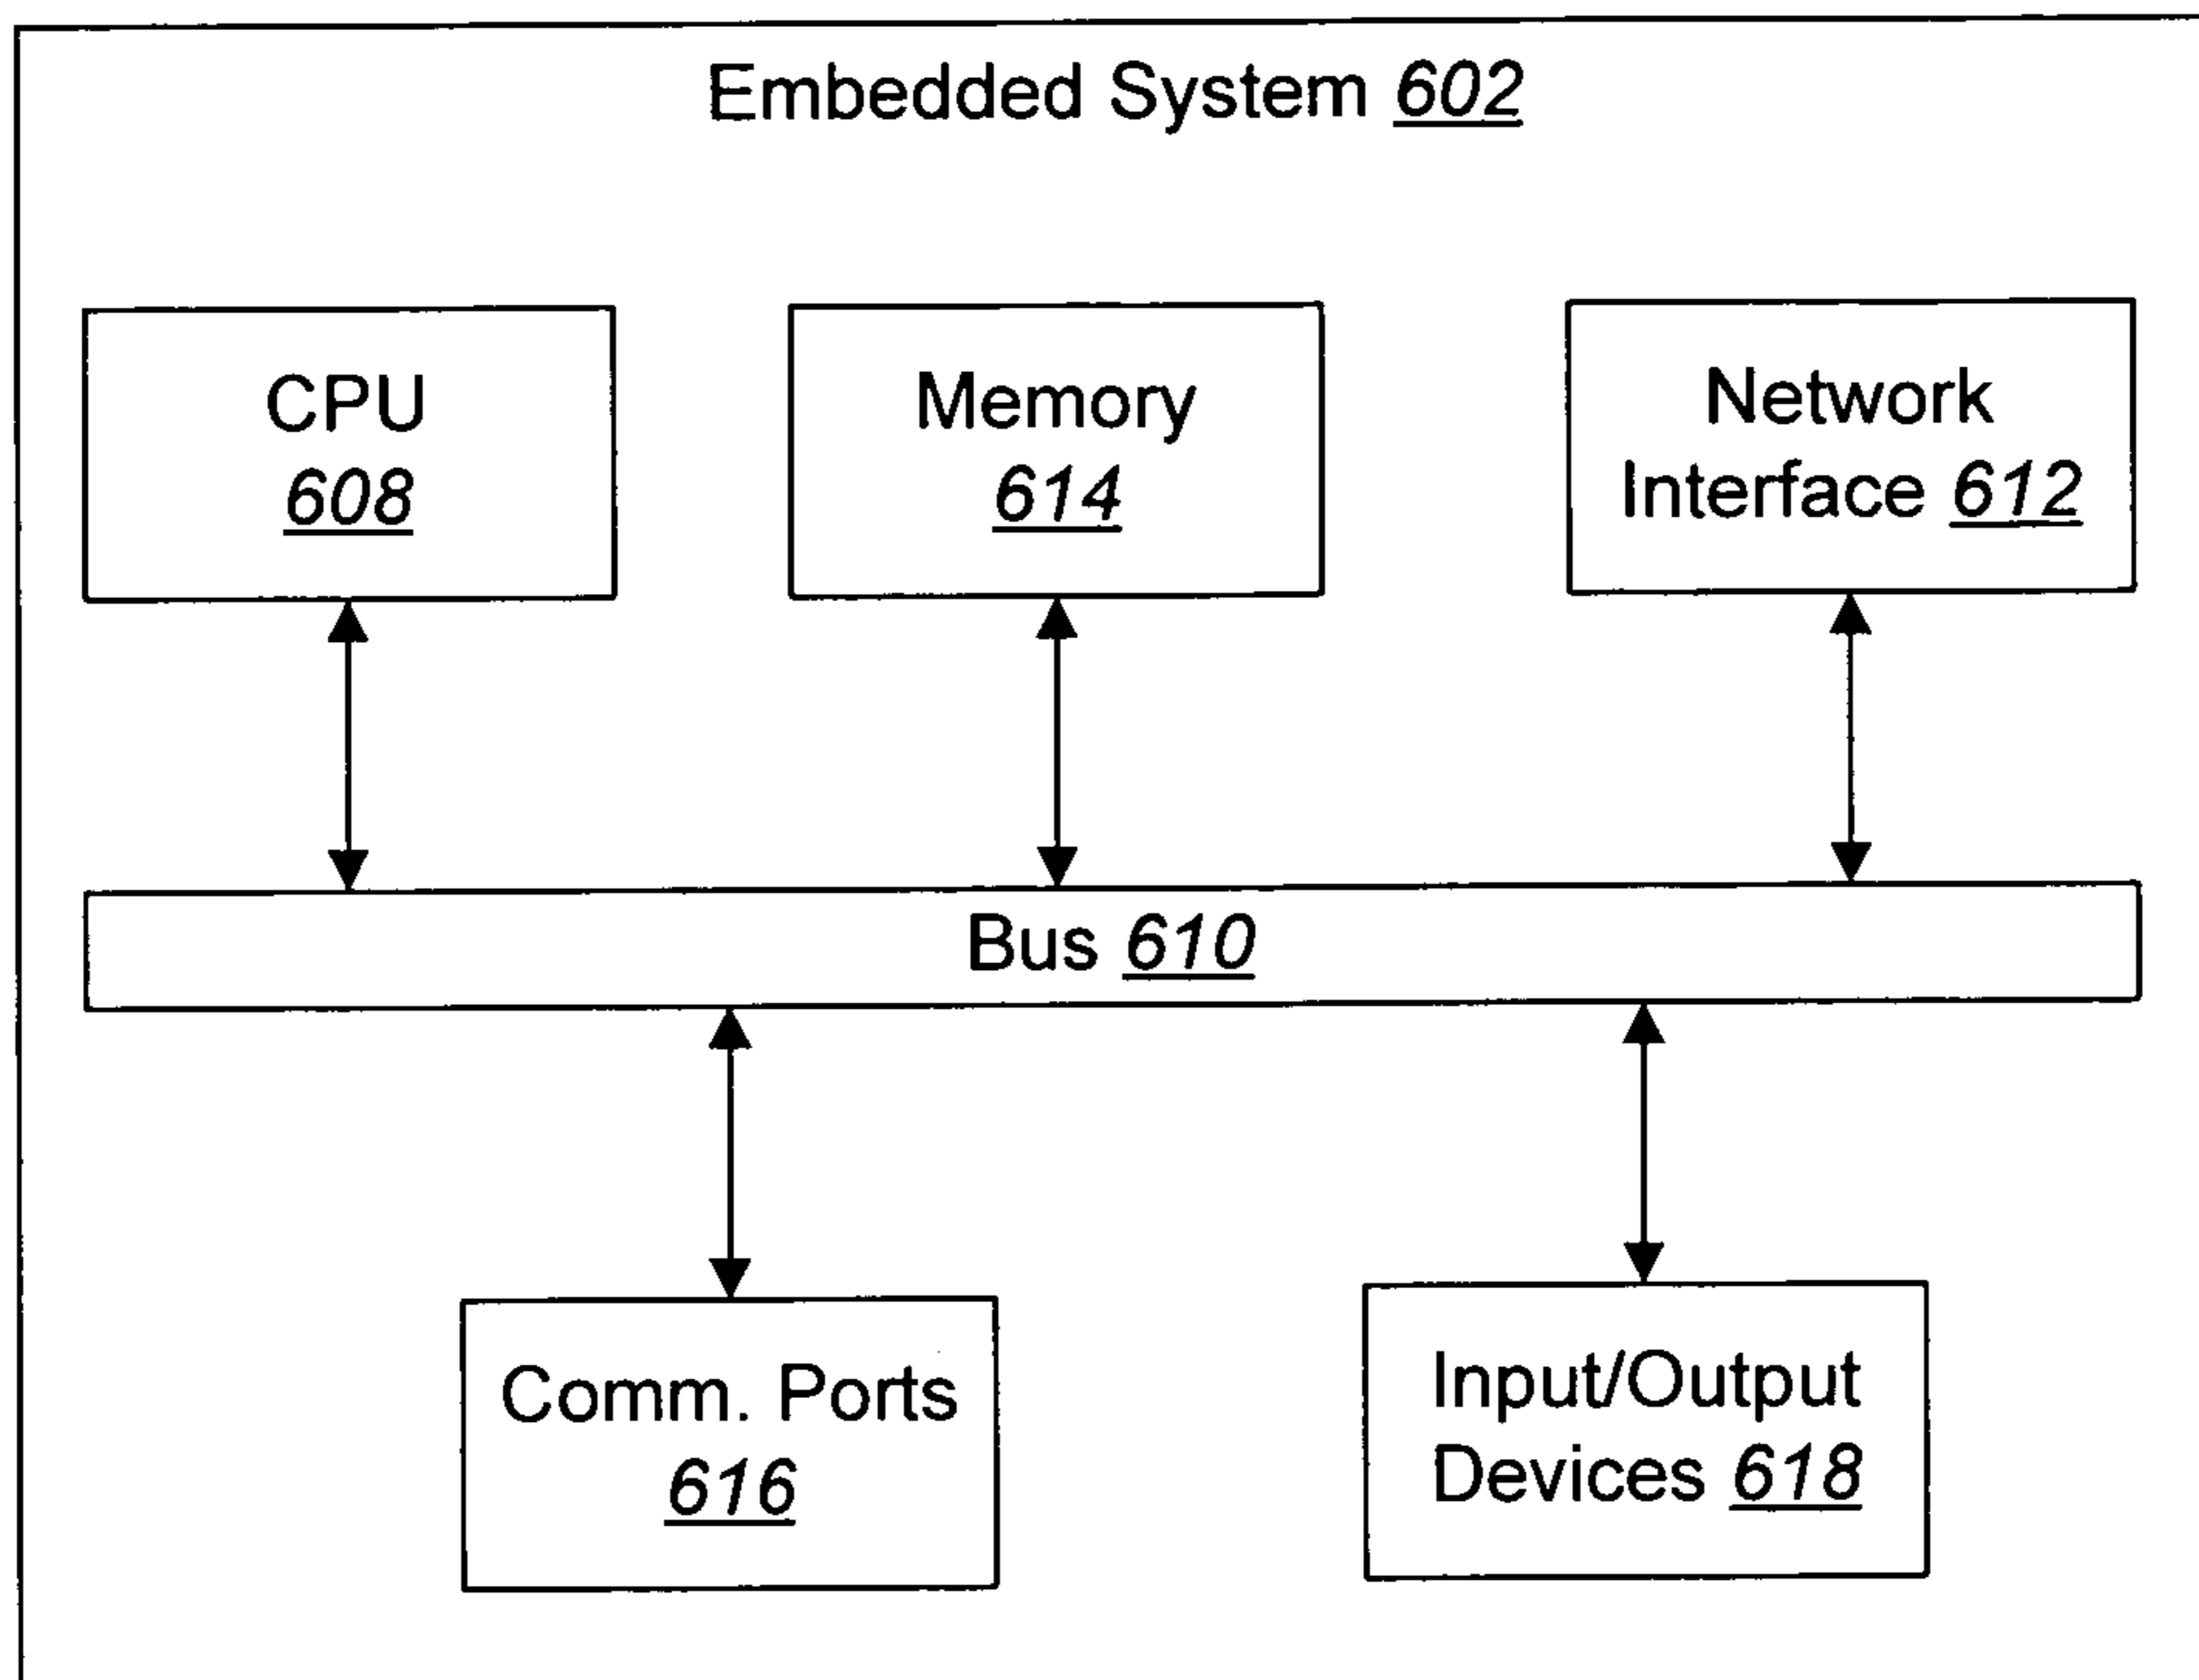 Embedded System 602
CPU
608
Memory
614
Network
Interface 612
Bus 610
Comm. Ports
616
Input/Output
Devices 618